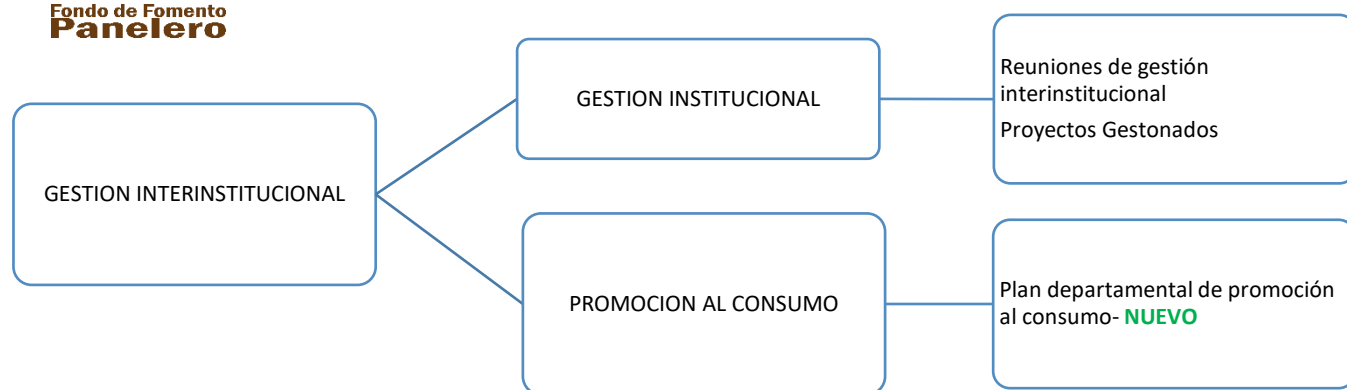 Fondo de Fomento
Panelero
GESTION INTERINSTITUCIONAL
GESTION INSTITUCIONAL
Reuniones de gestión
interinstitucional
Proyectos Gestonados
PROMOCION AL CONSUMO
Plan departamental de promoción
al consumo- NUEVO